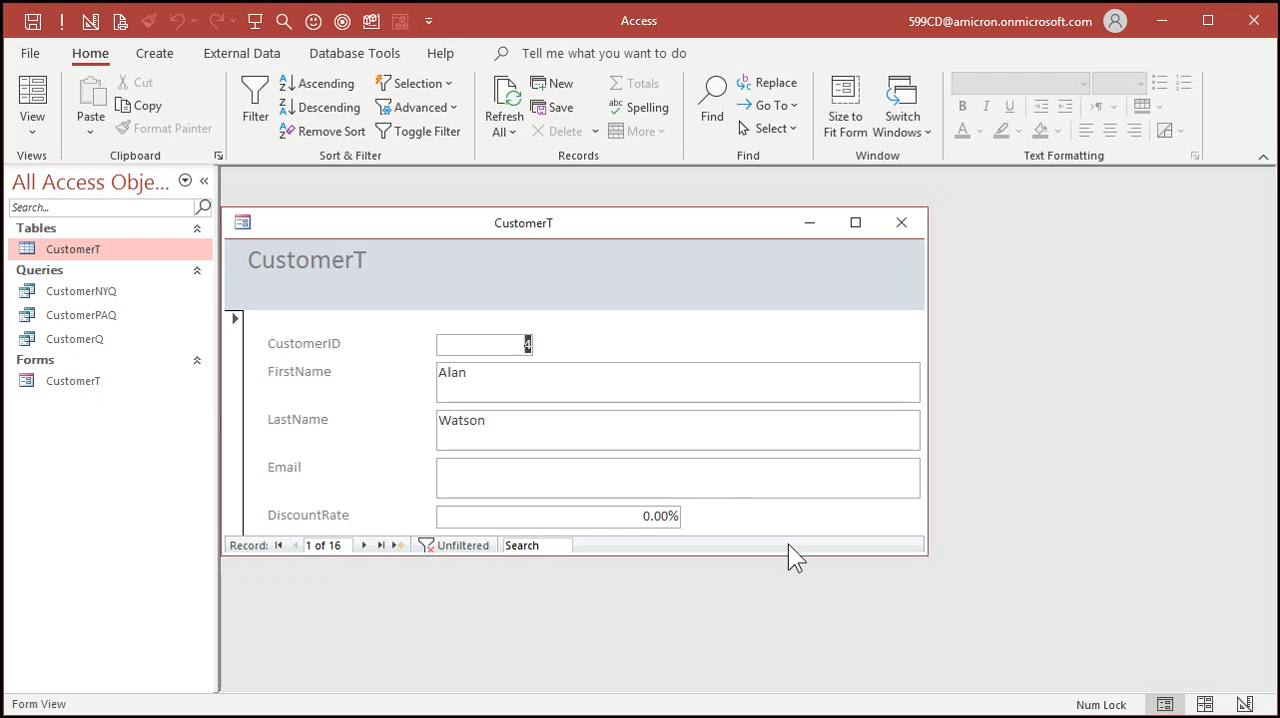 Access
599CD@amicron.onmicrosoft.com
File Home Create External Data Database Tools Help Tell me what you want to do
View
Views
Paste
Cut
Copy
Format Painter
Clipboard
Filter
Ascending
Descending
Remove Sort
Selection
Advanced
Toggle Filter
Sort & Filter
Refresh
All
New
Save
Delete
Totals
Spelling
More
Records
Find
Replace
Go To
Select
Find
Size to
Fit Form
Switch
Windows
Window
B I U
A
Text Formatting
All Access Obje...
Search...
Tables
CustomerT
Queries
CustomerNYQ
CustomerPAQ
CustomerQ
Forms
CustomerT
CustomerT
CustomerT
CustomerID 4
FirstName Alan
LastName Watson
Email
DiscountRate 0.00%
Record: 1 of 16 Unfiltered Search
Form View
Num Lock